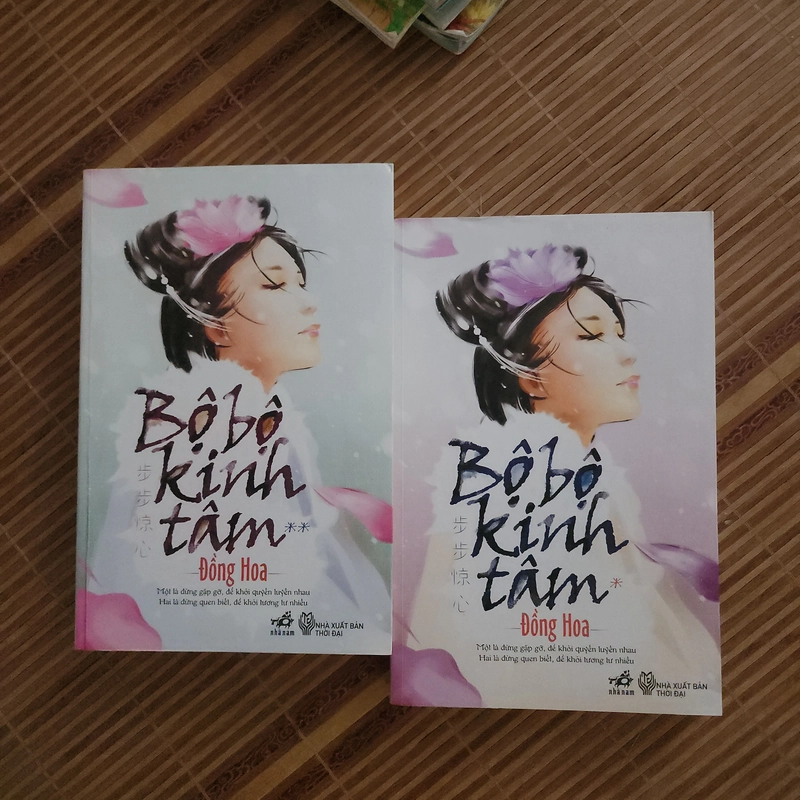 Bộ bộ
kinh
tâm**
步步惊心
Đồng Hoa
Một là đừng gặp gỡ, để khỏi quyến luyến nhau
Hai là đừng quen biết, để khỏi tương tư nhiều
nhã nam
NHÀ XUẤT BẢN
THỜI ĐẠI
Bộ bộ
kinh
tâm*
步步惊心
Đồng Hoa
Một là đừng gặp gỡ, để khỏi quyến luyến nhau
Hai là đừng quen biết, để khỏi tương tư nhiều
nhã nam
NHÀ XUẤT BẢN
THỜI ĐẠI